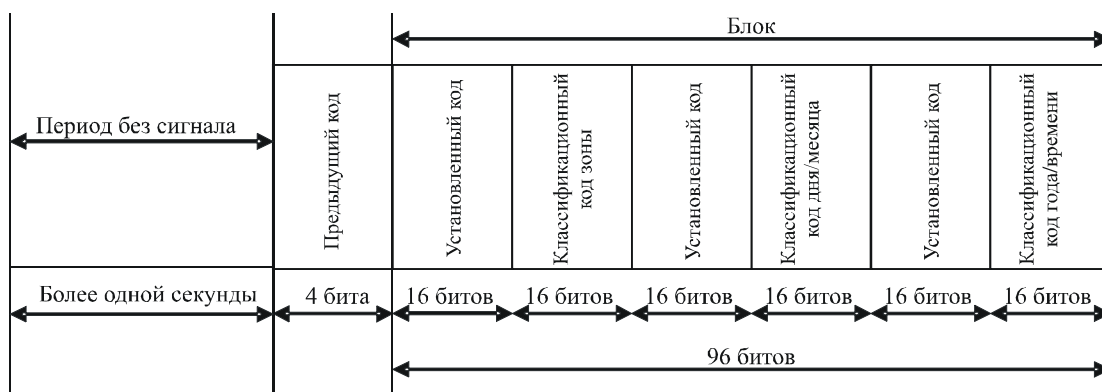 Блок
Период без сигнала
Предыдущий код
Установленный код
Классификационный
код зоны
Установленный код
Классификационный
код дня/месяца
Установленный код
Классификационный
код года/времени
Более одной секунды
4 бита
16 битов
16 битов
16 битов
16 битов
16 битов
16 битов
96 битов